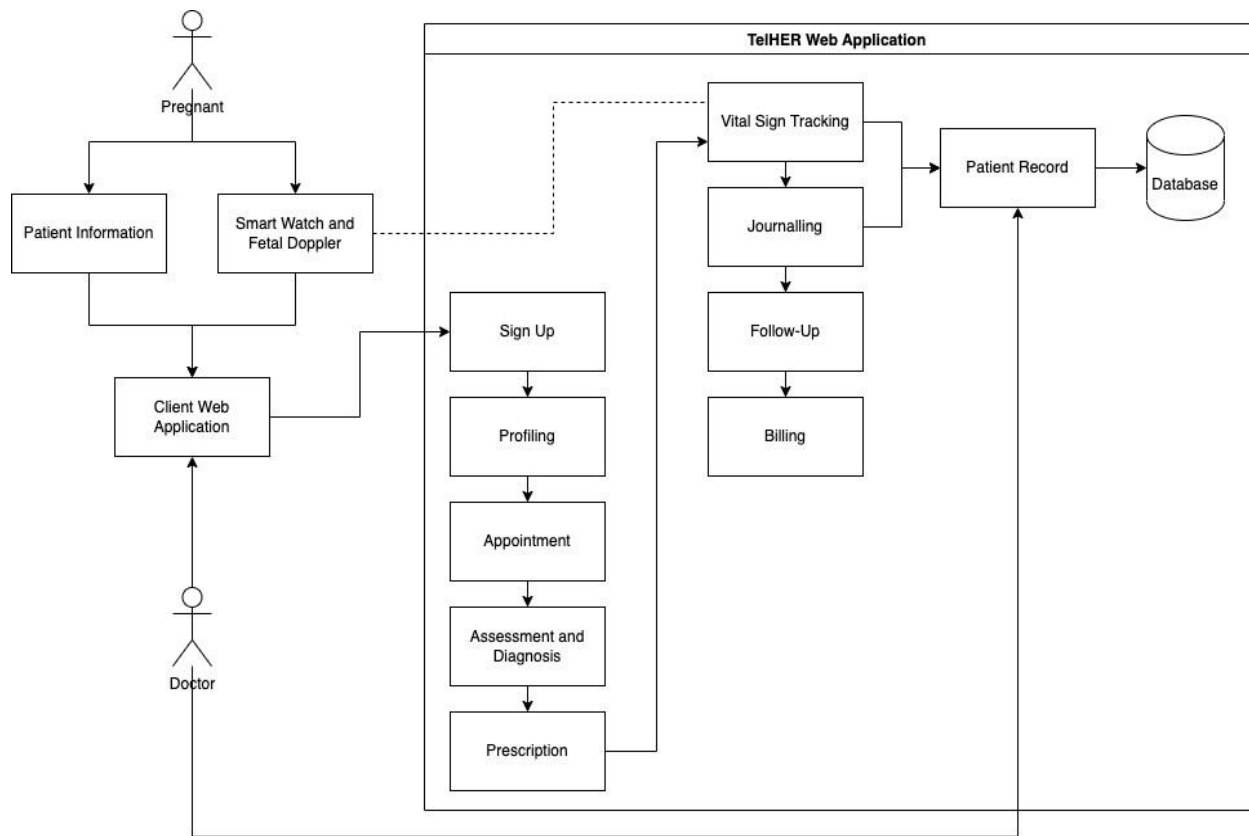 TelHER Web Application
Pregnant
Patient Information
Smart Watch and
Fetal Doppler
Client Web
Application
Doctor
Sign Up
Profiling
Appointment
Assessment and
Diagnosis
Prescription
Vital Sign Tracking
Journalling
Follow-Up
Billing
Patient Record
Database